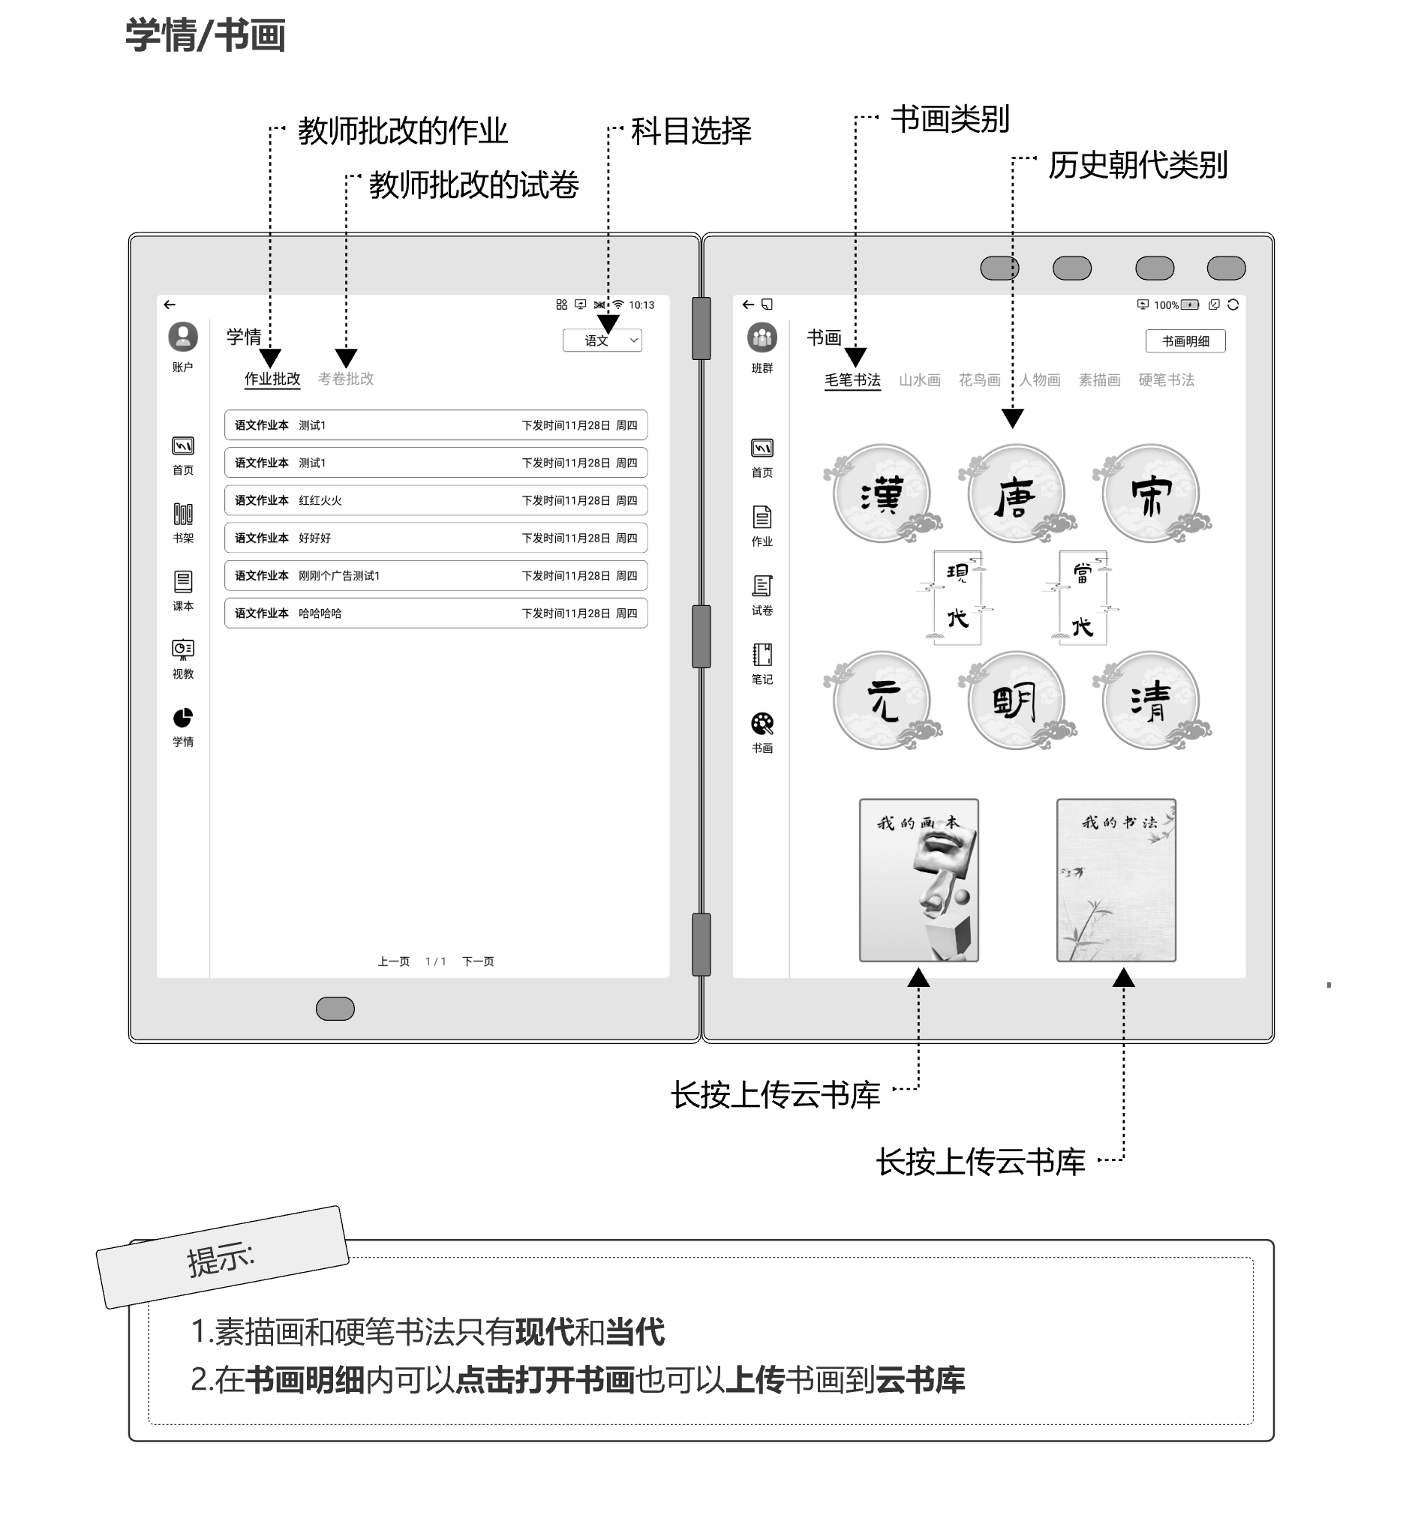 学情/书画
教师批改的作业
科目选择
书画类别
教师批改的试卷
历史朝代类别
10:13
账户
学情
语文
作业批改 考卷批改
语文作业本 测试1 下发时间11月28日 周四
语文作业本 测试1 下发时间11月28日 周四
语文作业本 红红火火 下发时间11月28日 周四
语文作业本 好好好 下发时间11月28日 周四
语文作业本 刚刚个广告测试1 下发时间11月28日 周四
语文作业本 哈哈哈哈 下发时间11月28日 周四
首页
书架
课本
视教
学情
上一页 1/1 下一页
100%
班群
书画
书画明细
毛笔书法 山水画 花鸟画 人物画 素描画 硬笔书法
首页
作业
试卷
笔记
书画
漢 唐 宋
現代 當代
元 明 清
我的画本 我的书法
长按上传云书库
长按上传云书库
提示:
1.素描画和硬笔书法只有现代和当代
2.在书画明细内可以点击打开书画也可以上传书画到云书库